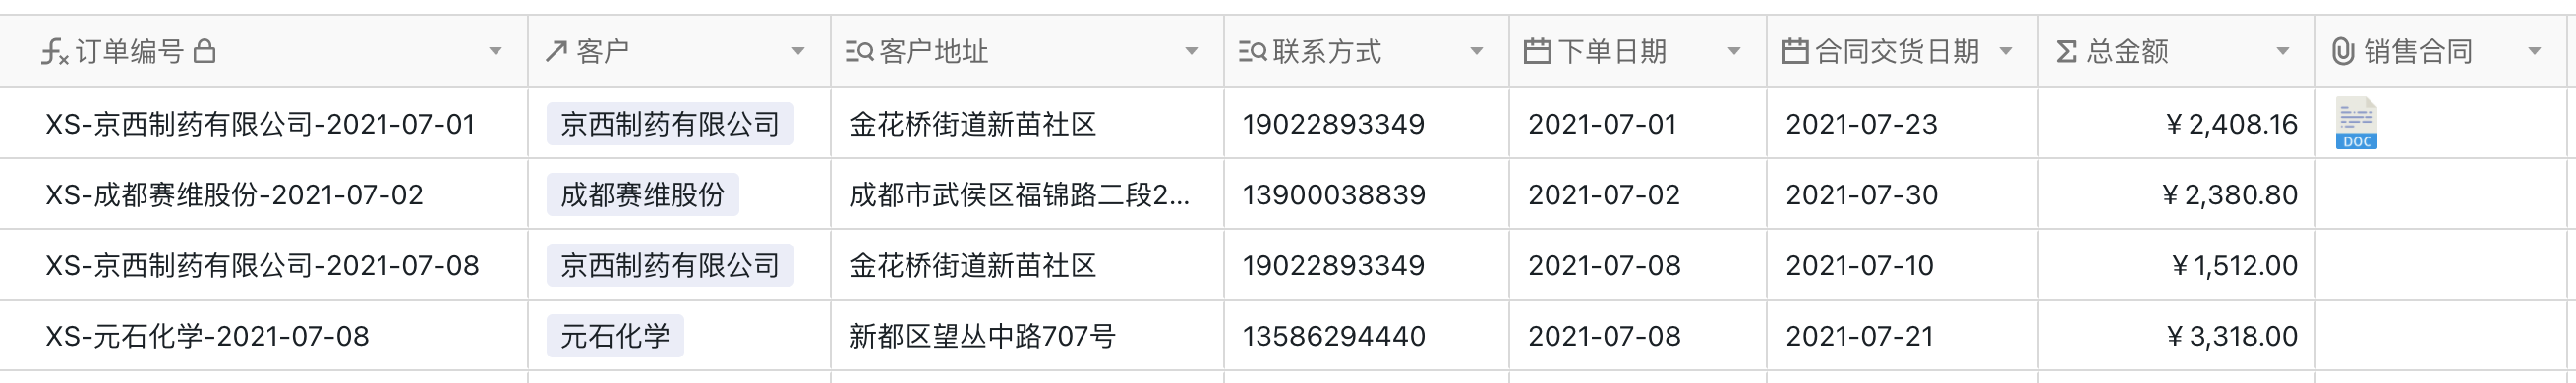 订单编号 客户 客户地址 联系方式 下单日期 合同交货日期 总金额 销售合同
XS-京西制药有限公司-2021-07-01 京西制药有限公司 金花桥街道新苗社区 19022893349 2021-07-01 2021-07-23 ¥ 2,408.16 DOC
XS-成都赛维股份-2021-07-02 成都赛维股份 成都市武侯区福锦路二段2... 13900038839 2021-07-02 2021-07-30 ¥ 2,380.80
XS-京西制药有限公司-2021-07-08 京西制药有限公司 金花桥街道新苗社区 19022893349 2021-07-08 2021-07-10 ¥ 1,512.00
XS-元石化学-2021-07-08 元石化学 新都区望丛中路707号 13586294440 2021-07-08 2021-07-21 ¥ 3,318.00